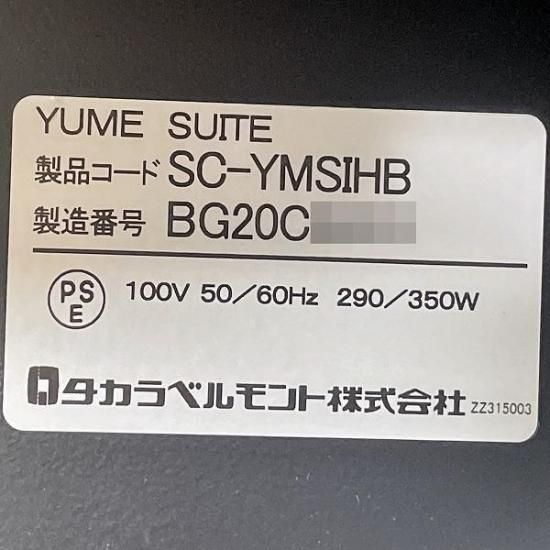 YUME SUITE
製品コード SC-YMSIHB
製造番号 BG20C
PS
E
100V 50/60Hz 290/350W
タカラベルモント株式会社 ZZ315003